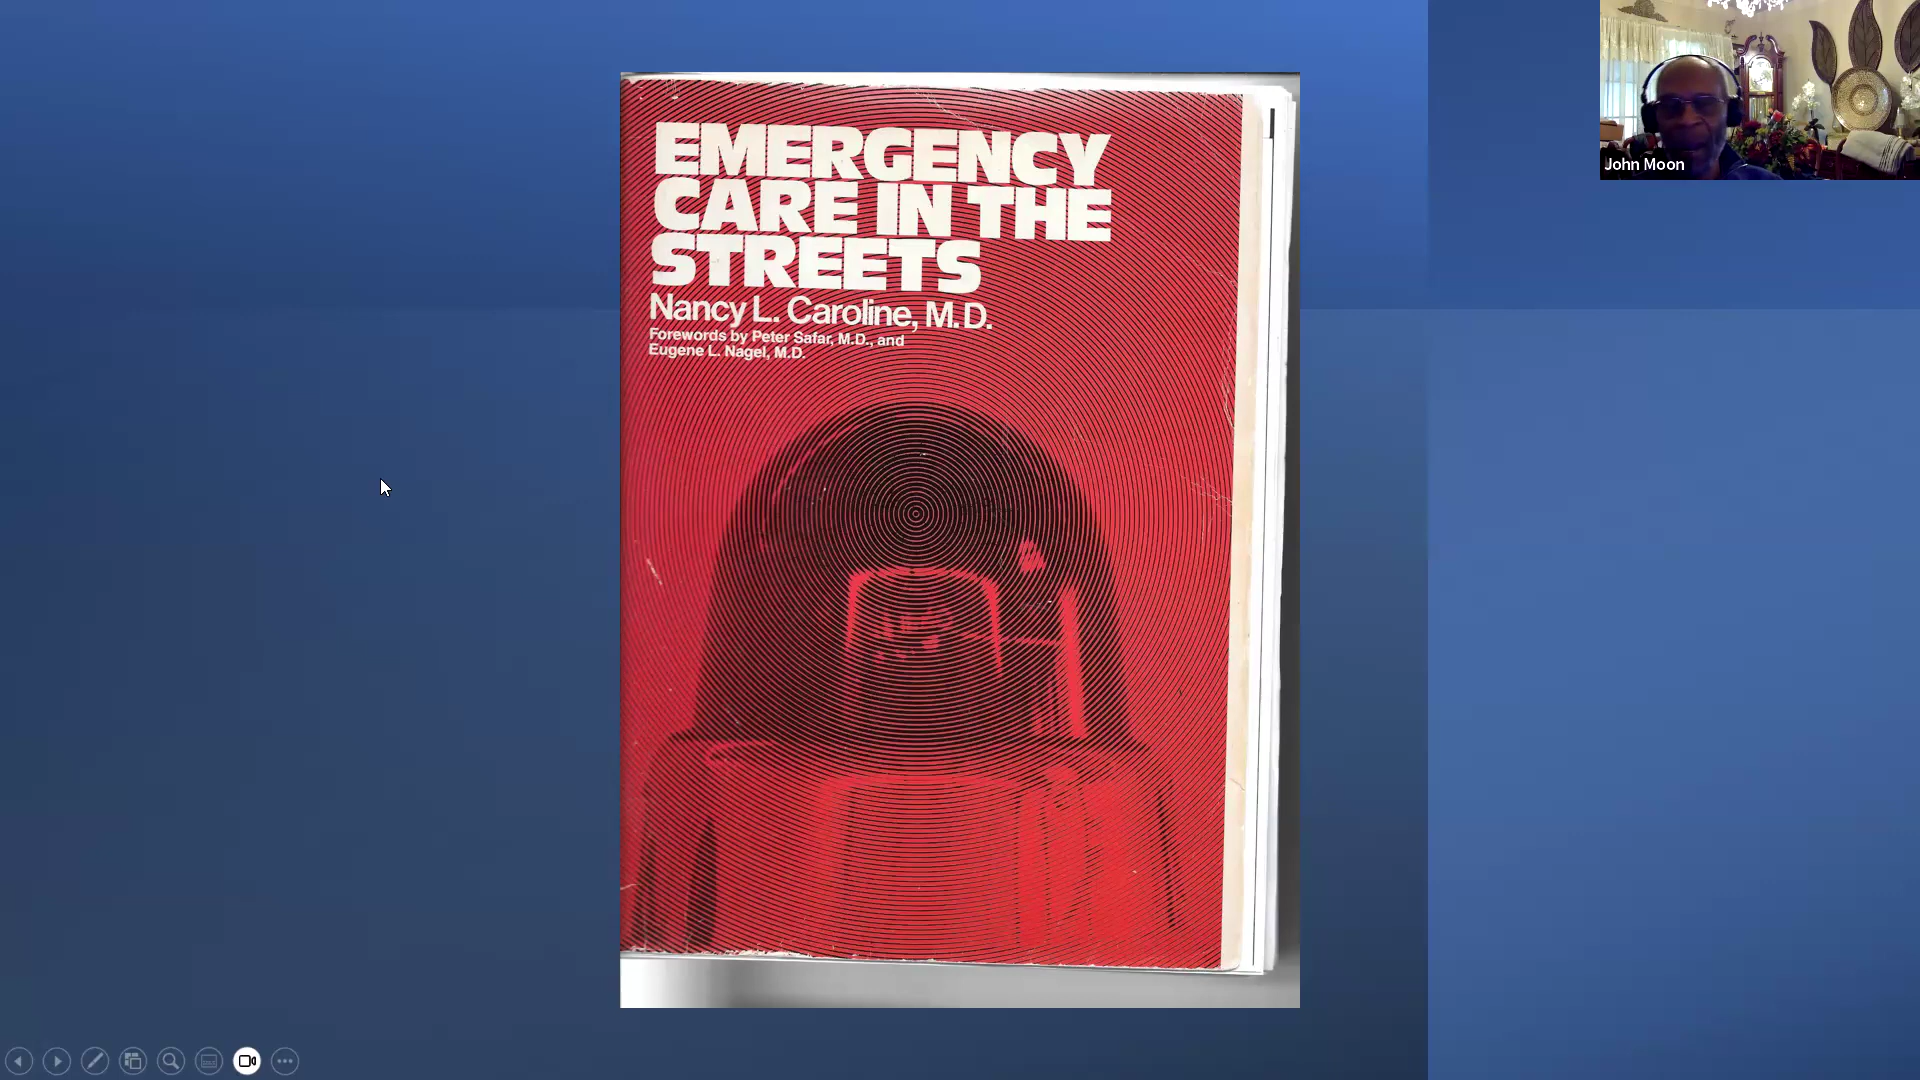 EMERGENCY
CARE IN THE
STREETS
Nancy L. Caroline, M.D.
Forewords by Peter Safar, M.D., and
Eugene L. Nagel, M.D.
John Moon